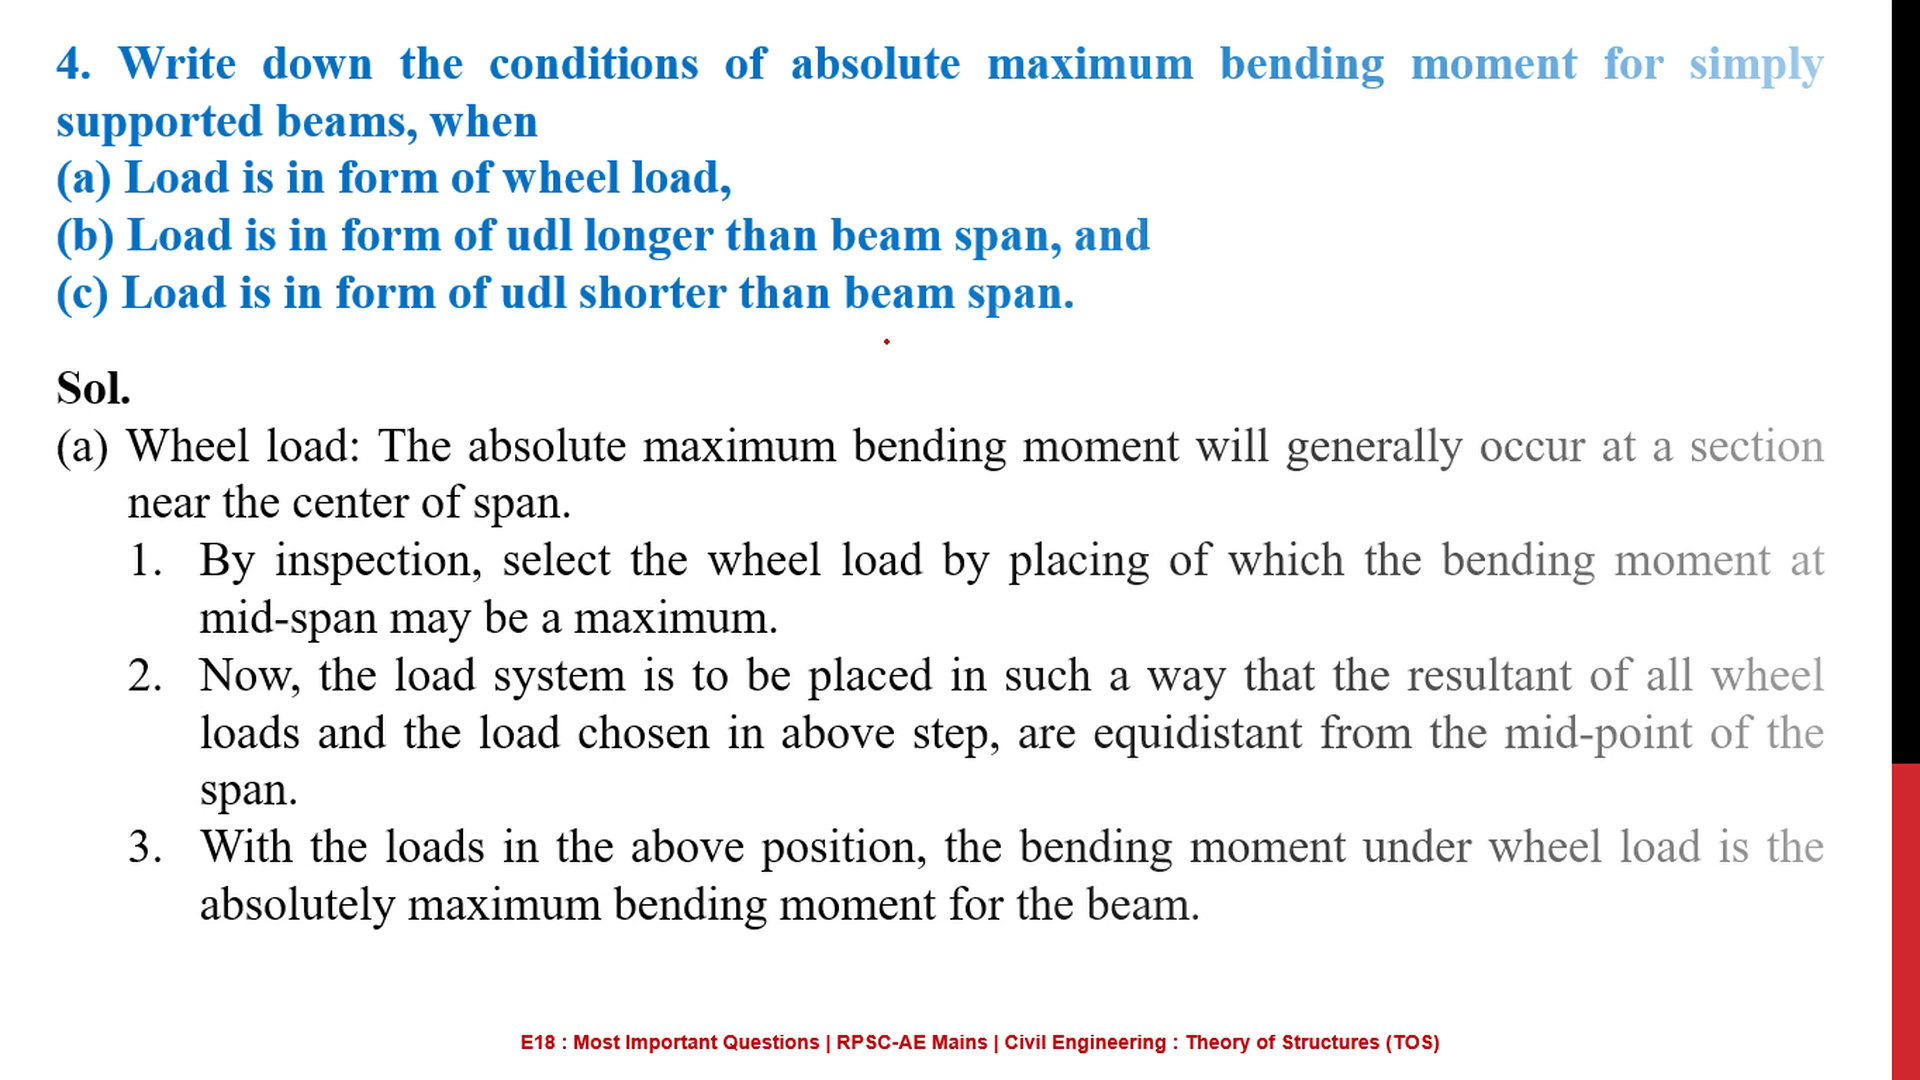 4. Write down the conditions of absolute maximum bending moment for simply
supported beams, when
(a) Load is in form of wheel load,
(b) Load is in form of udl longer than beam span, and
(c) Load is in form of udl shorter than beam span.
Sol.
(a) Wheel load: The absolute maximum bending moment will generally occur at a section
near the center of span.
1. By inspection, select the wheel load by placing of which the bending moment at
mid-span may be a maximum.
2. Now, the load system is to be placed in such a way that the resultant of all wheel
loads and the load chosen in above step, are equidistant from the mid-point of the
span.
3. With the loads in the above position, the bending moment under wheel load is the
absolutely maximum bending moment for the beam.
E18 : Most Important Questions | RPSC-AE Mains | Civil Engineering : Theory of Structures (TOS)